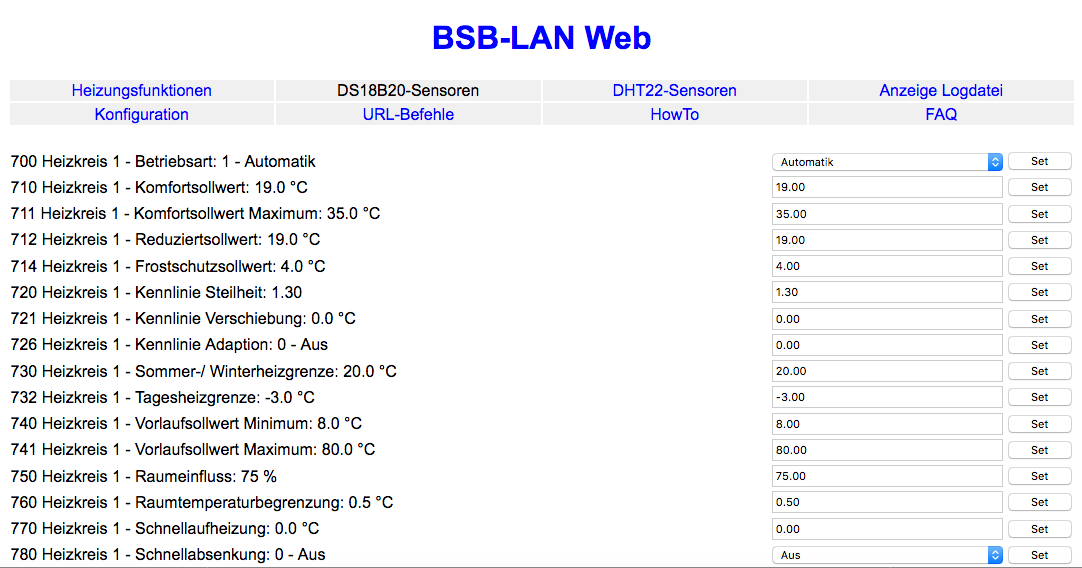 BSB-LAN Web
Heizungsfunktionen DS18B20-Sensoren DHT22-Sensoren Anzeige Logdatei
Konfiguration URL-Befehle HowTo FAQ
700 Heizkreis 1 - Betriebsart: 1 - Automatik Automatik Set
710 Heizkreis 1 - Komfortsollwert: 19.0 °C 19.00 Set
711 Heizkreis 1 - Komfortsollwert Maximum: 35.0 °C 35.00 Set
712 Heizkreis 1 - Reduziertsollwert: 19.0 °C 19.00 Set
714 Heizkreis 1 - Frostschutzsollwert: 4.0 °C 4.00 Set
720 Heizkreis 1 - Kennlinie Steilheit: 1.30 1.30 Set
721 Heizkreis 1 - Kennlinie Verschiebung: 0.0 °C 0.00 Set
726 Heizkreis 1 - Kennlinie Adaption: 0 - Aus 0.00 Set
730 Heizkreis 1 - Sommer-/ Winterheizgrenze: 20.0 °C 20.00 Set
732 Heizkreis 1 - Tagesheizgrenze: -3.0 °C -3.00 Set
740 Heizkreis 1 - Vorlaufsollwert Minimum: 8.0 °C 8.00 Set
741 Heizkreis 1 - Vorlaufsollwert Maximum: 80.0 °C 80.00 Set
750 Heizkreis 1 - Raumeinfluss: 75 % 75.00 Set
760 Heizkreis 1 - Raumtemperaturbegrenzung: 0.5 °C 0.50 Set
770 Heizkreis 1 - Schnellaufheizung: 0.0 °C 0.00 Set
780 Heizkreis 1 - Schnellabsenkung: 0 - Aus Aus Set